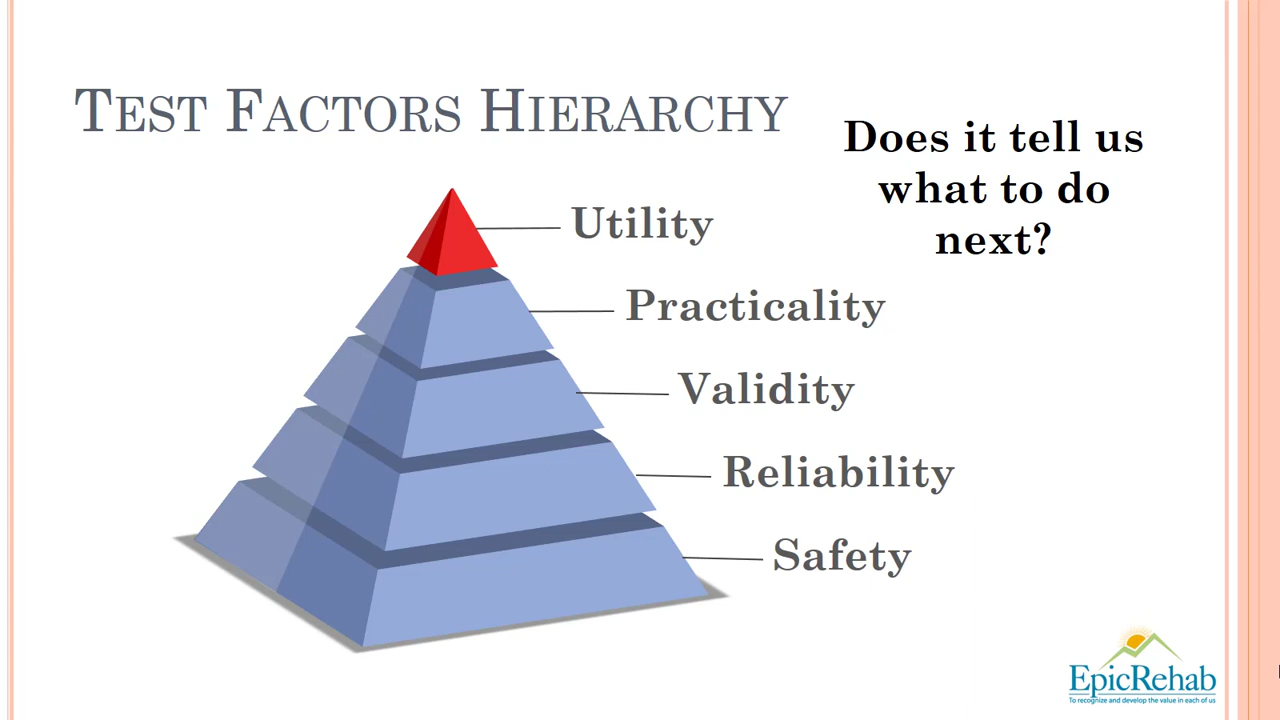 TEST FACTORS HIERARCHY
Does it tell us
what to do
next?
Utility
Practicality
Validity
Reliability
Safety
EpicRehab
To recognize and develop the value in each of us